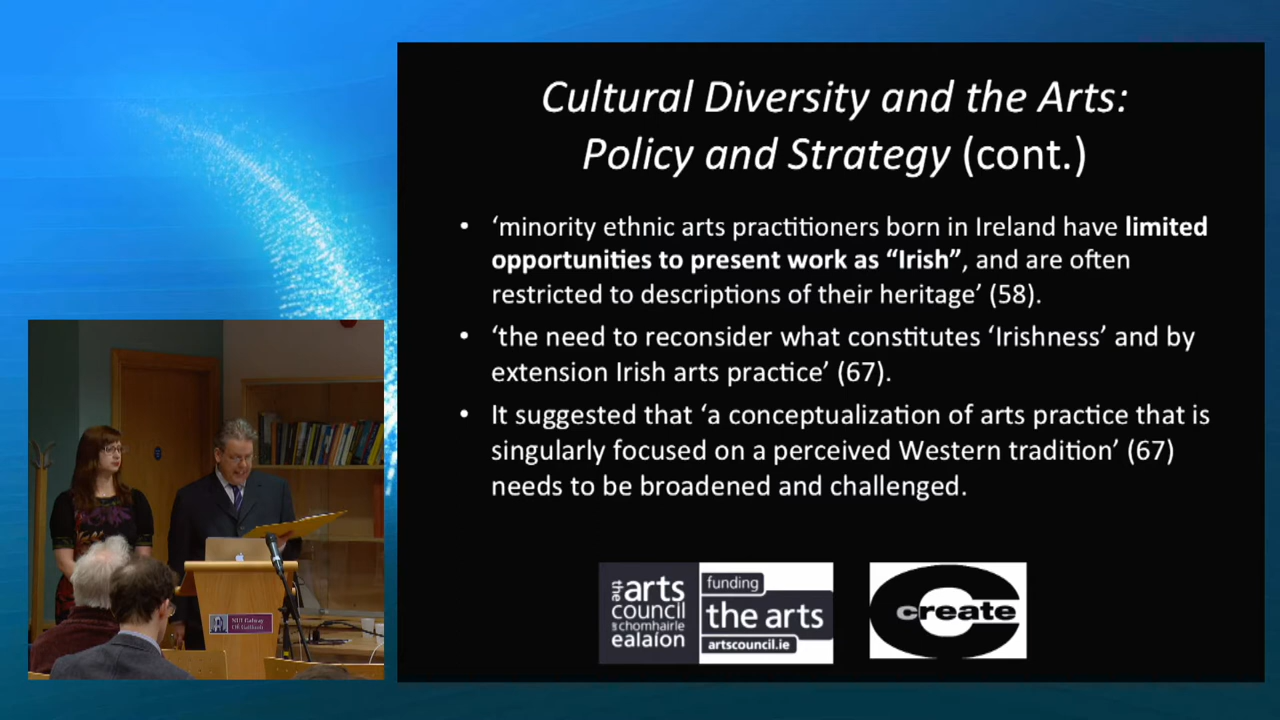 Cultural Diversity and the Arts:
Policy and Strategy (cont.)
• ‘minority ethnic arts practitioners born in Ireland have limited
opportunities to present work as “Irish”, and are often
restricted to descriptions of their heritage’ (58).
• ‘the need to reconsider what constitutes ‘Irishness’ and by
extension Irish arts practice’ (67).
• It suggested that ‘a conceptualization of arts practice that is
singularly focused on a perceived Western tradition’ (67)
needs to be broadened and challenged.
the arts
council
chomhairle
ealaíon
funding
the arts
artscouncil.ie
create
NUI Galway
OÉ Gaillimh